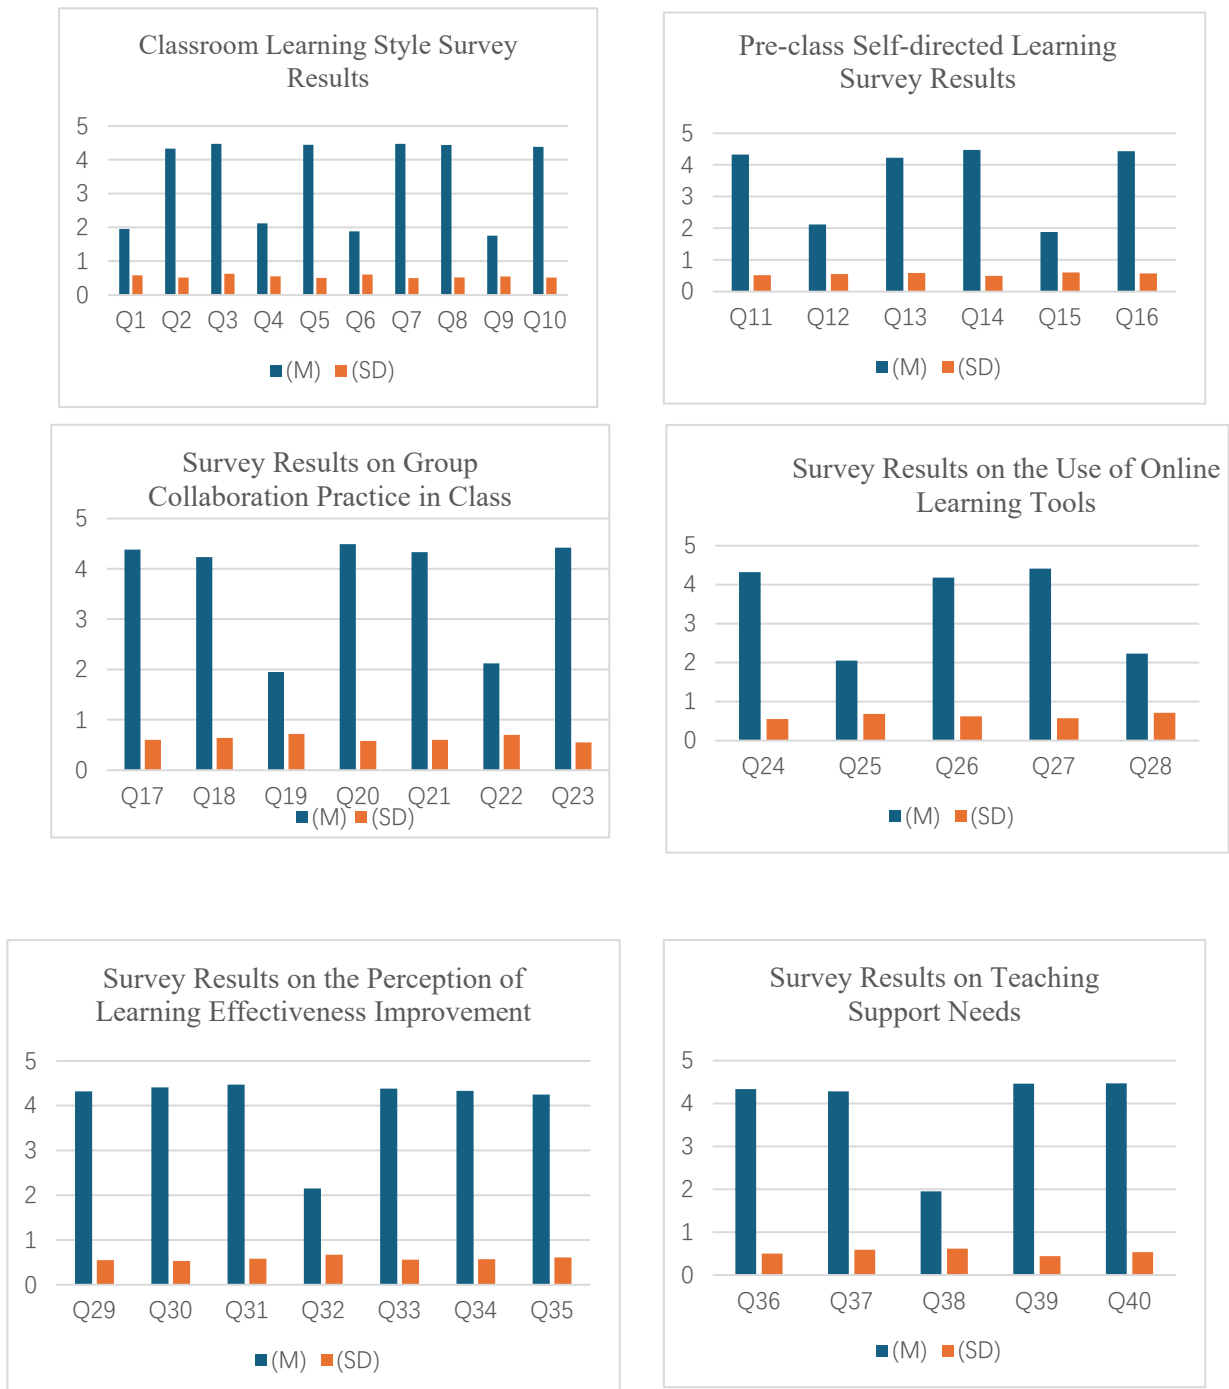 Classroom Learning Style Survey
Results
5
4
3
2
1
0
Q1 Q2 Q3 Q4 Q5 Q6 Q7 Q8 Q9 Q10
(M) (SD)
Pre-class Self-directed Learning
Survey Results
5
4
3
2
1
0
Q11 Q12 Q13 Q14 Q15 Q16
(M) (SD)
Survey Results on Group
Collaboration Practice in Class
5
4
3
2
1
0
Q17 Q18 Q19 Q20 Q21 Q22 Q23
(M) (SD)
Survey Results on the Use of Online
Learning Tools
5
4
3
2
1
0
Q24 Q25 Q26 Q27 Q28
(M) (SD)
Survey Results on the Perception of
Learning Effectiveness Improvement
5
4
3
2
1
0
Q29 Q30 Q31 Q32 Q33 Q34 Q35
(M) (SD)
Survey Results on Teaching
Support Needs
5
4
3
2
1
0
Q36 Q37 Q38 Q39 Q40
(M) (SD)